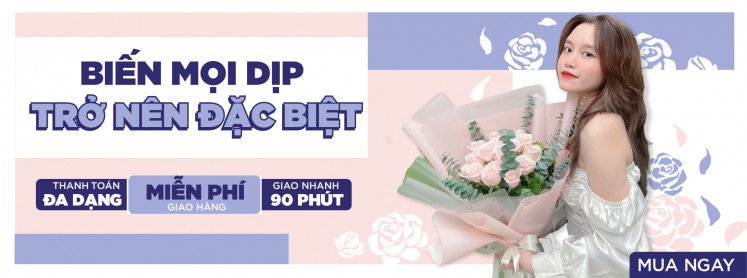 BIẾN MỌI DỊP
TRỞ NÊN ĐẶC BIỆT
THANH TOÁN
ĐA DẠNG
MIỄN PHÍ
GIAO HÀNG
GIAO NHANH
90 PHÚT
MUA NGAY